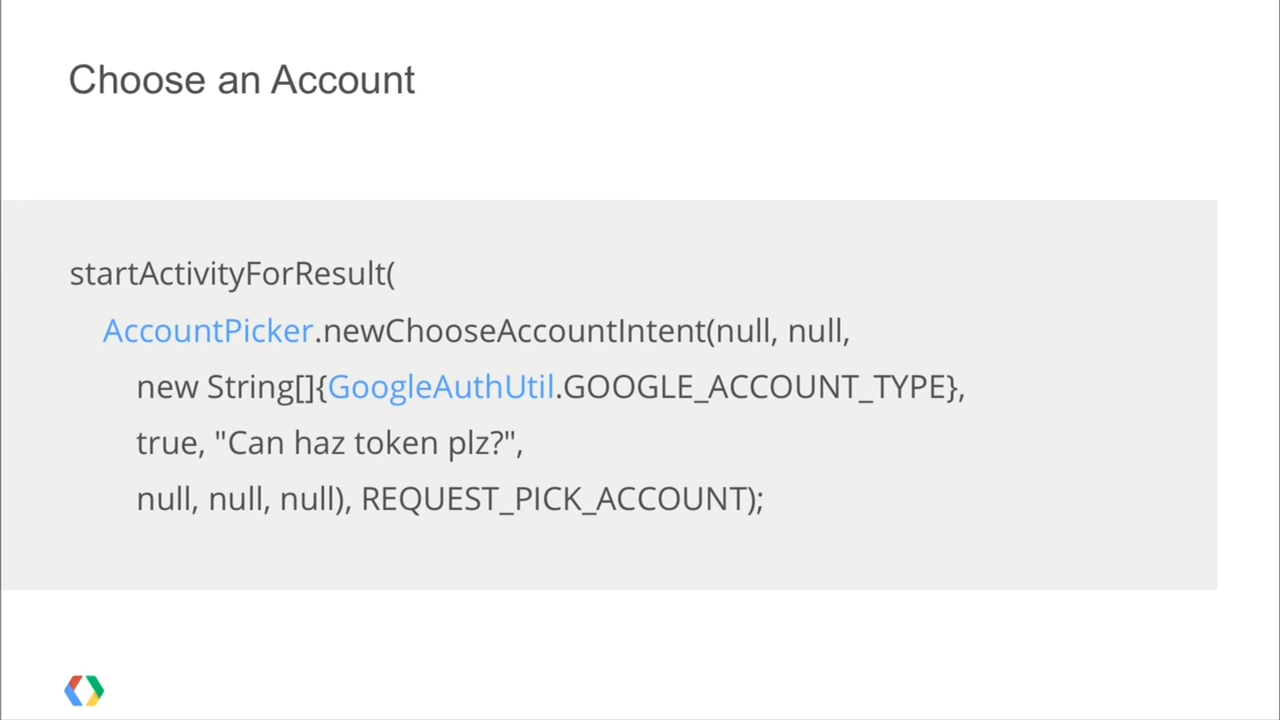 Choose an Account
startActivityForResult(
AccountPicker.newChooseAccountIntent(null, null,
new String[]{GoogleAuthUtil.GOOGLE_ACCOUNT_TYPE},
true, "Can haz token plz?",
null, null, null), REQUEST_PICK_ACCOUNT);